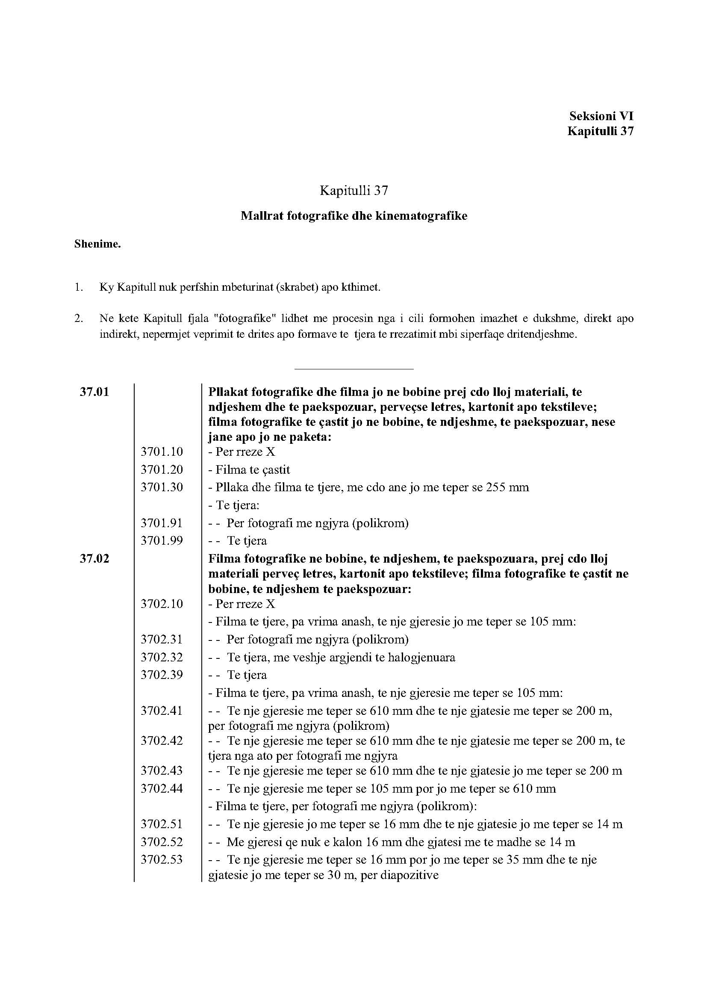 Seksioni VI
Kapitulli 37
Kapitulli 37
Mallrat fotografike dhe kinematografike
Shenime.
1. Ky Kapitull nuk perfshin mbeturinat (skrabet) apo kthimet.
2. Ne kete Kapitull fjala "fotografike" lidhet me procesin nga i cili formohen imazhet e dukshme, direkt apo
indirekt, nepermjet veprimit te drites apo formave te tjera te rrezatimit mbi siperfaqe dritendjeshme.
37.01 Pllakat fotografike dhe filma jo ne bobine prej cdo lloj materiali, te
ndjeshem dhe te paekspozuar, perveçse letres, kartonit apo tekstileve;
filma fotografike te çastit jo ne bobine, te ndjeshme, te paekspozuar, nese
jane apo jo ne paketa:
3701.10 - Per rreze X
3701.20 - Filma te çastit
3701.30 - Pllaka dhe filma te tjere, me cdo ane jo me teper se 255 mm
- Te tjera:
3701.91 - - Per fotografi me ngjyra (polikrom)
3701.99 - - Te tjera
37.02 Filma fotografike ne bobine, te ndjeshem, te paekspozuara, prej cdo lloj
materiali perveç letres, kartonit apo tekstileve; filma fotografike te çastit ne
bobine, te ndjeshem te paekspozuar:
3702.10 - Per rreze X
- Filma te tjere, pa vrima anash, te nje gjeresie jo me teper se 105 mm:
3702.31 - - Per fotografi me ngjyra (polikrom)
3702.32 - - Te tjera, me veshje argjendi te halogjenuara
3702.39 - - Te tjera
- Filma te tjere, pa vrima anash, te nje gjeresie me teper se 105 mm:
3702.41 - - Te nje gjeresie me teper se 610 mm dhe te nje gjatesie me teper se 200 m,
per fotografi me ngjyra (polikrom)
3702.42 - - Te nje gjeresie me teper se 610 mm dhe te nje gjatesie me teper se 200 m, te
tjera nga ato per fotografi me ngjyra
3702.43 - - Te nje gjeresie me teper se 610 mm dhe te nje gjatesie jo me teper se 200 m
3702.44 - - Te nje gjeresie me teper se 105 mm por jo me teper se 610 mm
- Filma te tjere, per fotografi me ngjyra (polikrom):
3702.51 - - Te nje gjeresie jo me teper se 16 mm dhe te nje gjatesie jo me teper se 14 m
3702.52 - - Me gjeresi qe nuk e kalon 16 mm dhe gjatesi me te madhe se 14 m
3702.53 - - Te nje gjeresie me teper se 16 mm por jo me teper se 35 mm dhe te nje
gjatesie jo me teper se 30 m, per diapozitive